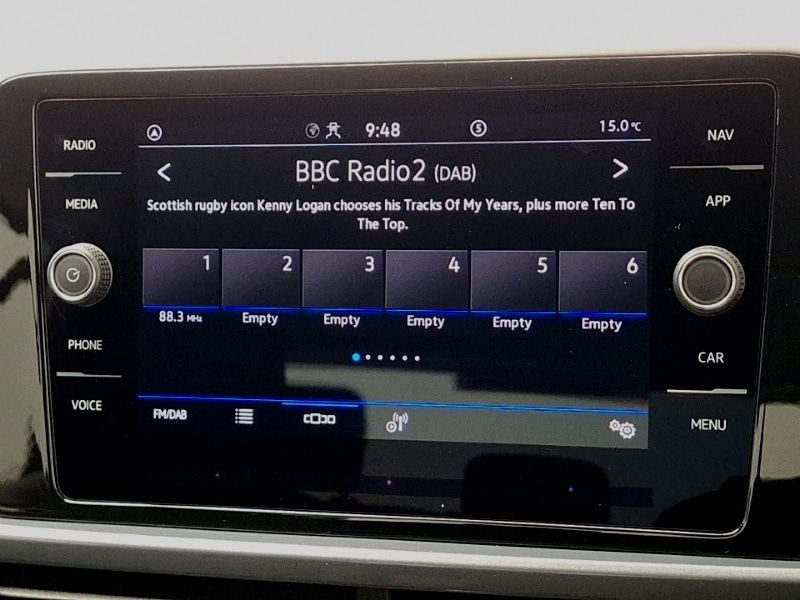 9:48
5
15.0°C
RADIO
NAV
BBC Radio2 (DAB)
MEDIA
APP
Scottish rugby icon Kenny Logan chooses his Tracks Of My Years, plus more Ten To
The Top.
1
2
3
4
5
6
88.3 MHz
Empty
Empty
Empty
Empty
Empty
PHONE
CAR
VOICE
FM/DAB
MENU